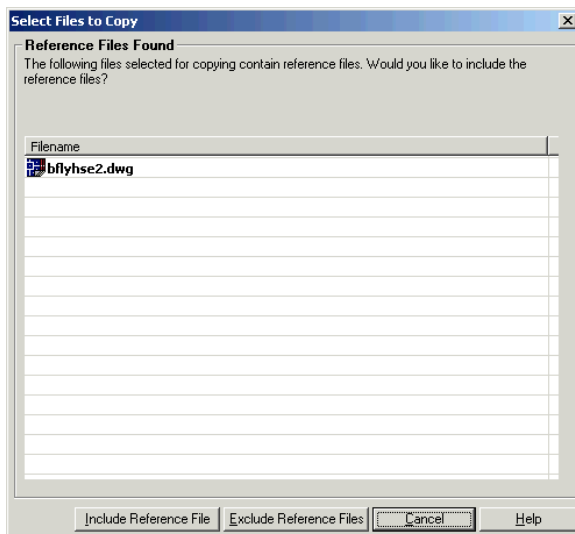 Select Files to Copy
Reference Files Found
The following files selected for copying contain reference files. Would you like to include the
reference files?
Filename
bflyhse2.dwg
Include Reference File Exclude Reference Files Cancel Help